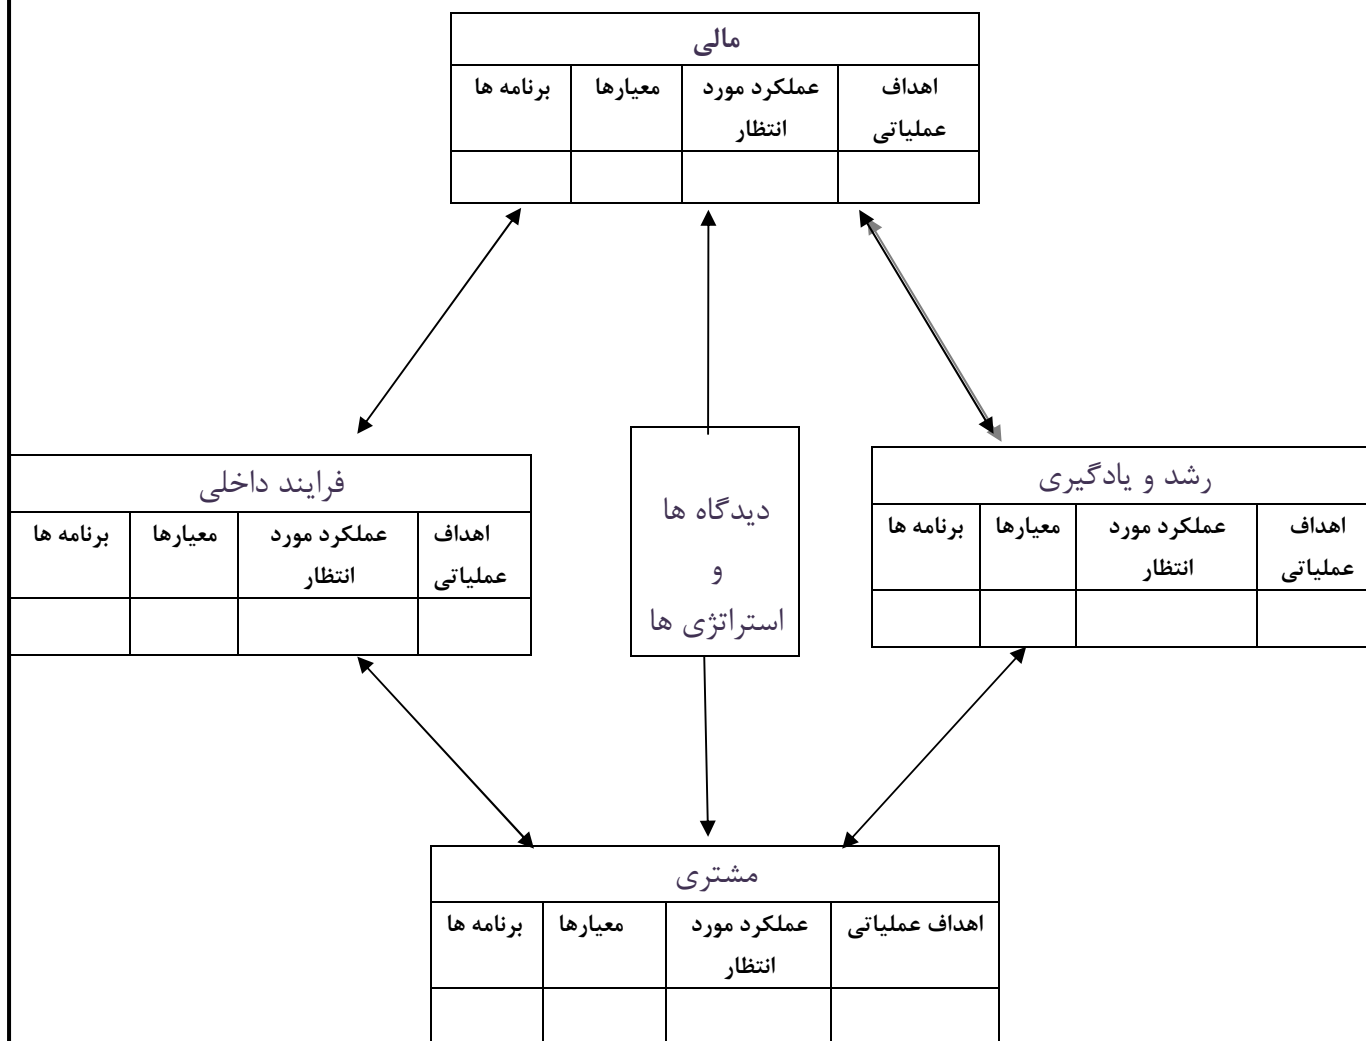 مالی
اهداف عملیاتی
عملکرد مورد انتظار
معیارها
برنامه ها
رشد و یادگیری
اهداف عملیاتی
عملکرد مورد انتظار
معیارها
برنامه ها
دیدگاه ها
و
استراتژی ها
فرایند داخلی
اهداف عملیاتی
عملکرد مورد انتظار
معیارها
برنامه ها
مشتری
اهداف عملیاتی
عملکرد مورد انتظار
معیارها
برنامه ها